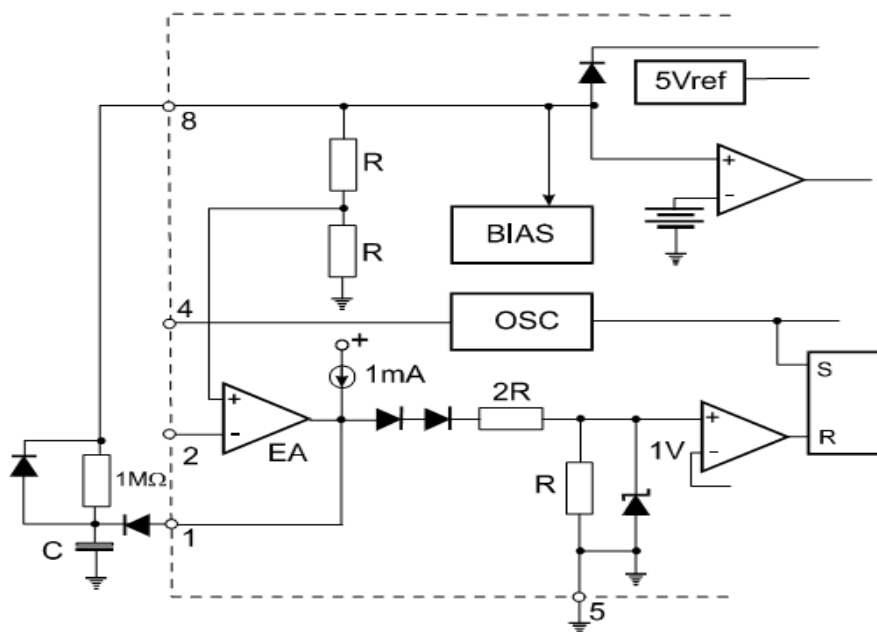 5Vref
8
R
+
-
BIAS
R
4
OSC
+
1mA
S
2R
+
+
1V
-
R
-
2
EA
1MΩ
R
1
C
5